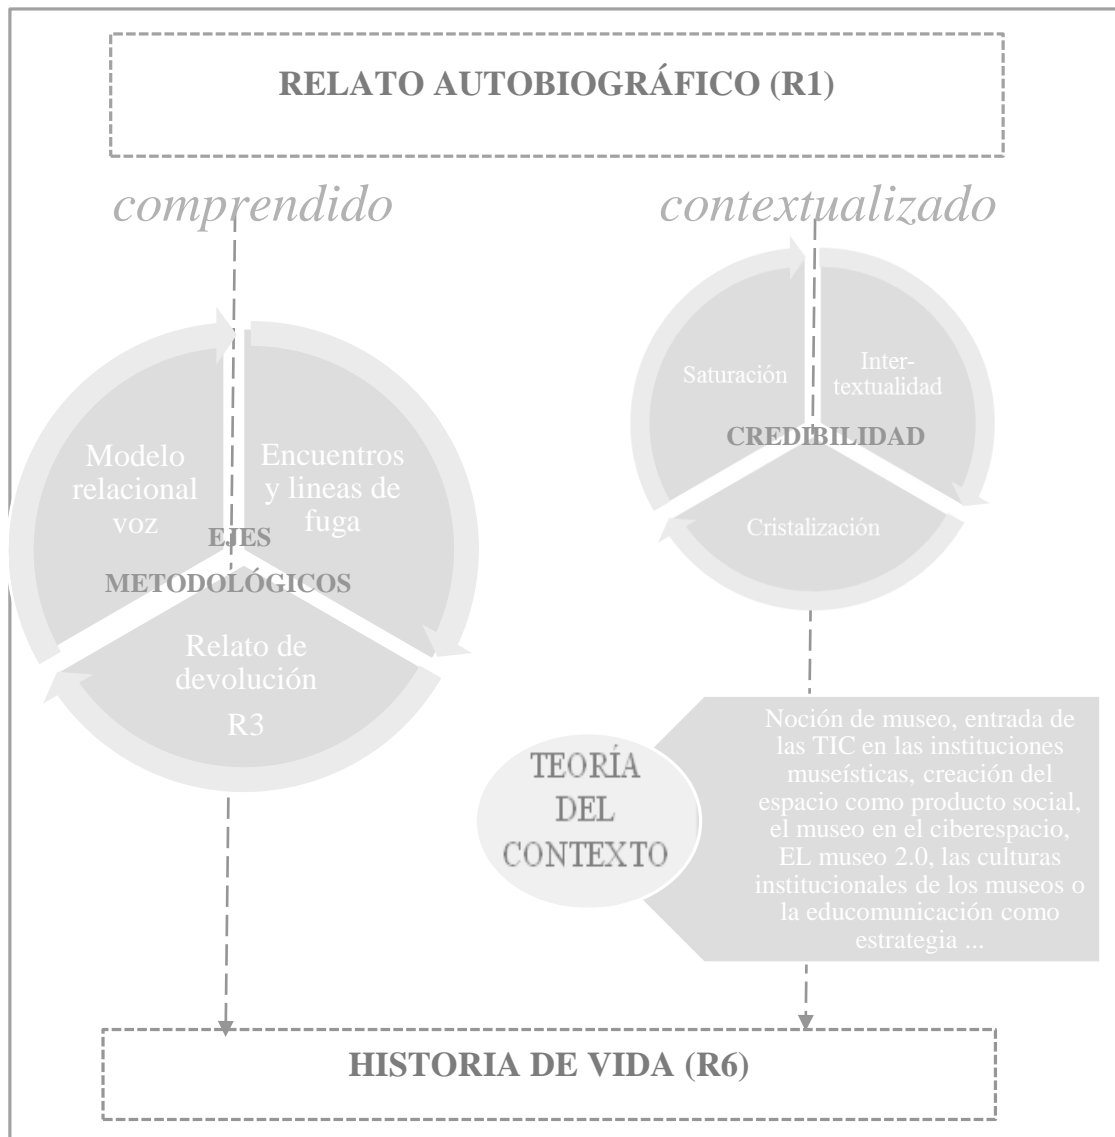 RELATO AUTOBIOGRÁFICO (R1)
comprendido
contextualizado
Modelo
relacional
voz
Encuentros
y lineas de
fuga
EJES
METODOLÓGICOS
Relato de
devolución
R3
Saturación
Inter-
textualidad
CREDIBILIDAD
Cristalización
TEORÍA
DEL
CONTEXTO
Noción de museo, entrada de
las TIC en las instituciones
museísticas, creación del
espacio como producto social,
el museo en el ciberespacio,
EL museo 2.0, las culturas
institucionales de los museos o
la educomunicación como
estrategia ...
HISTORIA DE VIDA (R6)